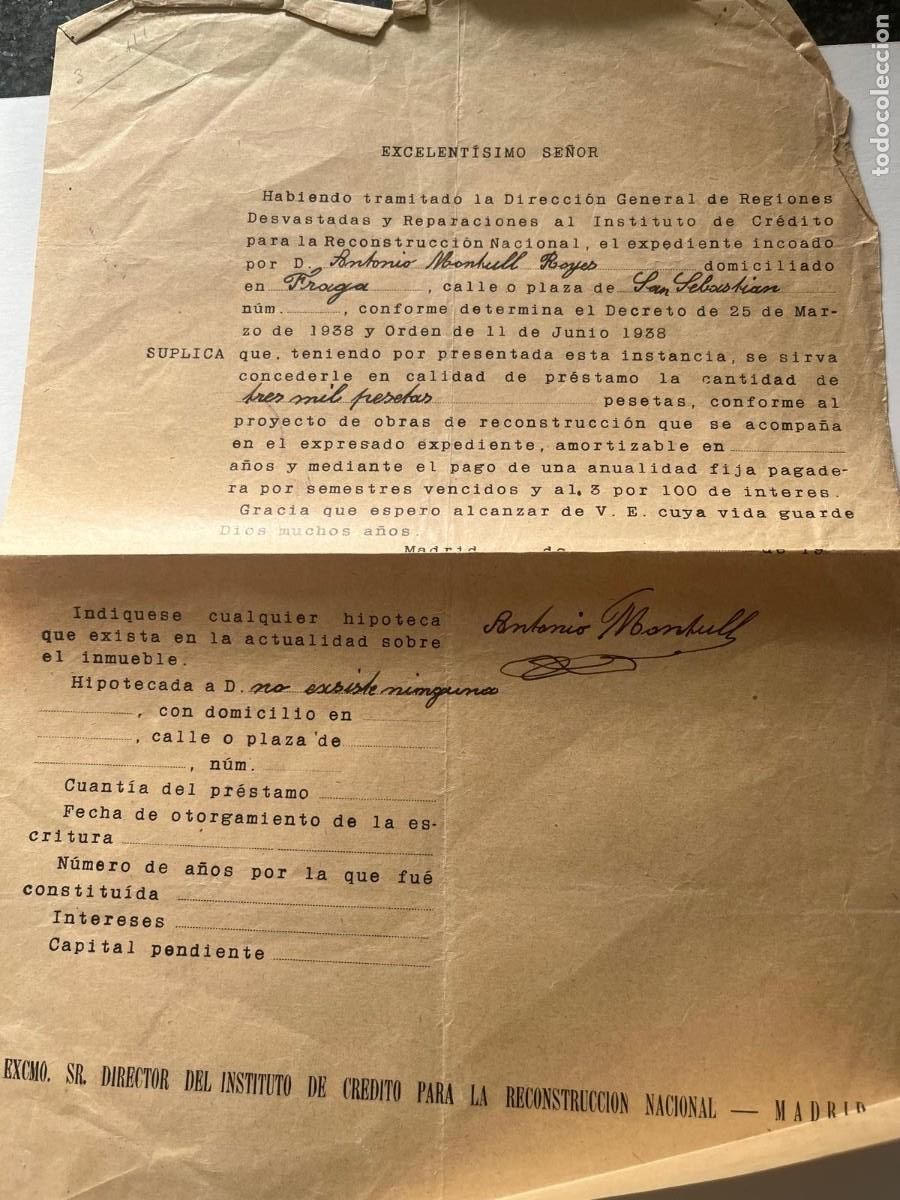 todocoleccion
3
EXCELENTÍSIMO SEÑOR
Habiendo tramitado la Dirección General de Regiones
Desvastadas y Reparaciones al Instituto de Crédito
para la Reconstrucción Nacional, el expediente incoado
por D. Antonio Montull Royes domiciliado
en Fraga, calle o plaza de San Sebastian
núm. , conforme determina el Decreto de 25 de Mar-
zo de 1938 y Orden de 11 de Junio 1938
SUPLICA que, teniendo por presentada esta instancia, se sirva
concederle en calidad de préstamo la cantidad de
tres mil pesetas pesetas, conforme al
proyecto de obras de reconstrucción que se acompaña
en el expresado expediente, amortizable en
años y mediante el pago de una anualidad fija pagade-
ra por semestres vencidos y al 3 por 100 de interes.
Gracia que espero alcanzar de V. E. cuya vida guarde
Dios muchos años.
Madrid de de 19
Antonio Montull
Indiquese cualquier hipoteca
que exista en la actualidad sobre
el inmueble.
Hipotecada a D. no exsiste ninguna
, con domicilio en
, calle o plaza de
, núm.
Cuantía del préstamo
Fecha de otorgamiento de la es-
critura
Número de años por la que fué
constituída
Intereses
Capital pendiente
EXCMO. SR. DIRECTOR DEL INSTITUTO DE CREDITO PARA LA RECONSTRUCCION NACIONAL — MADRID